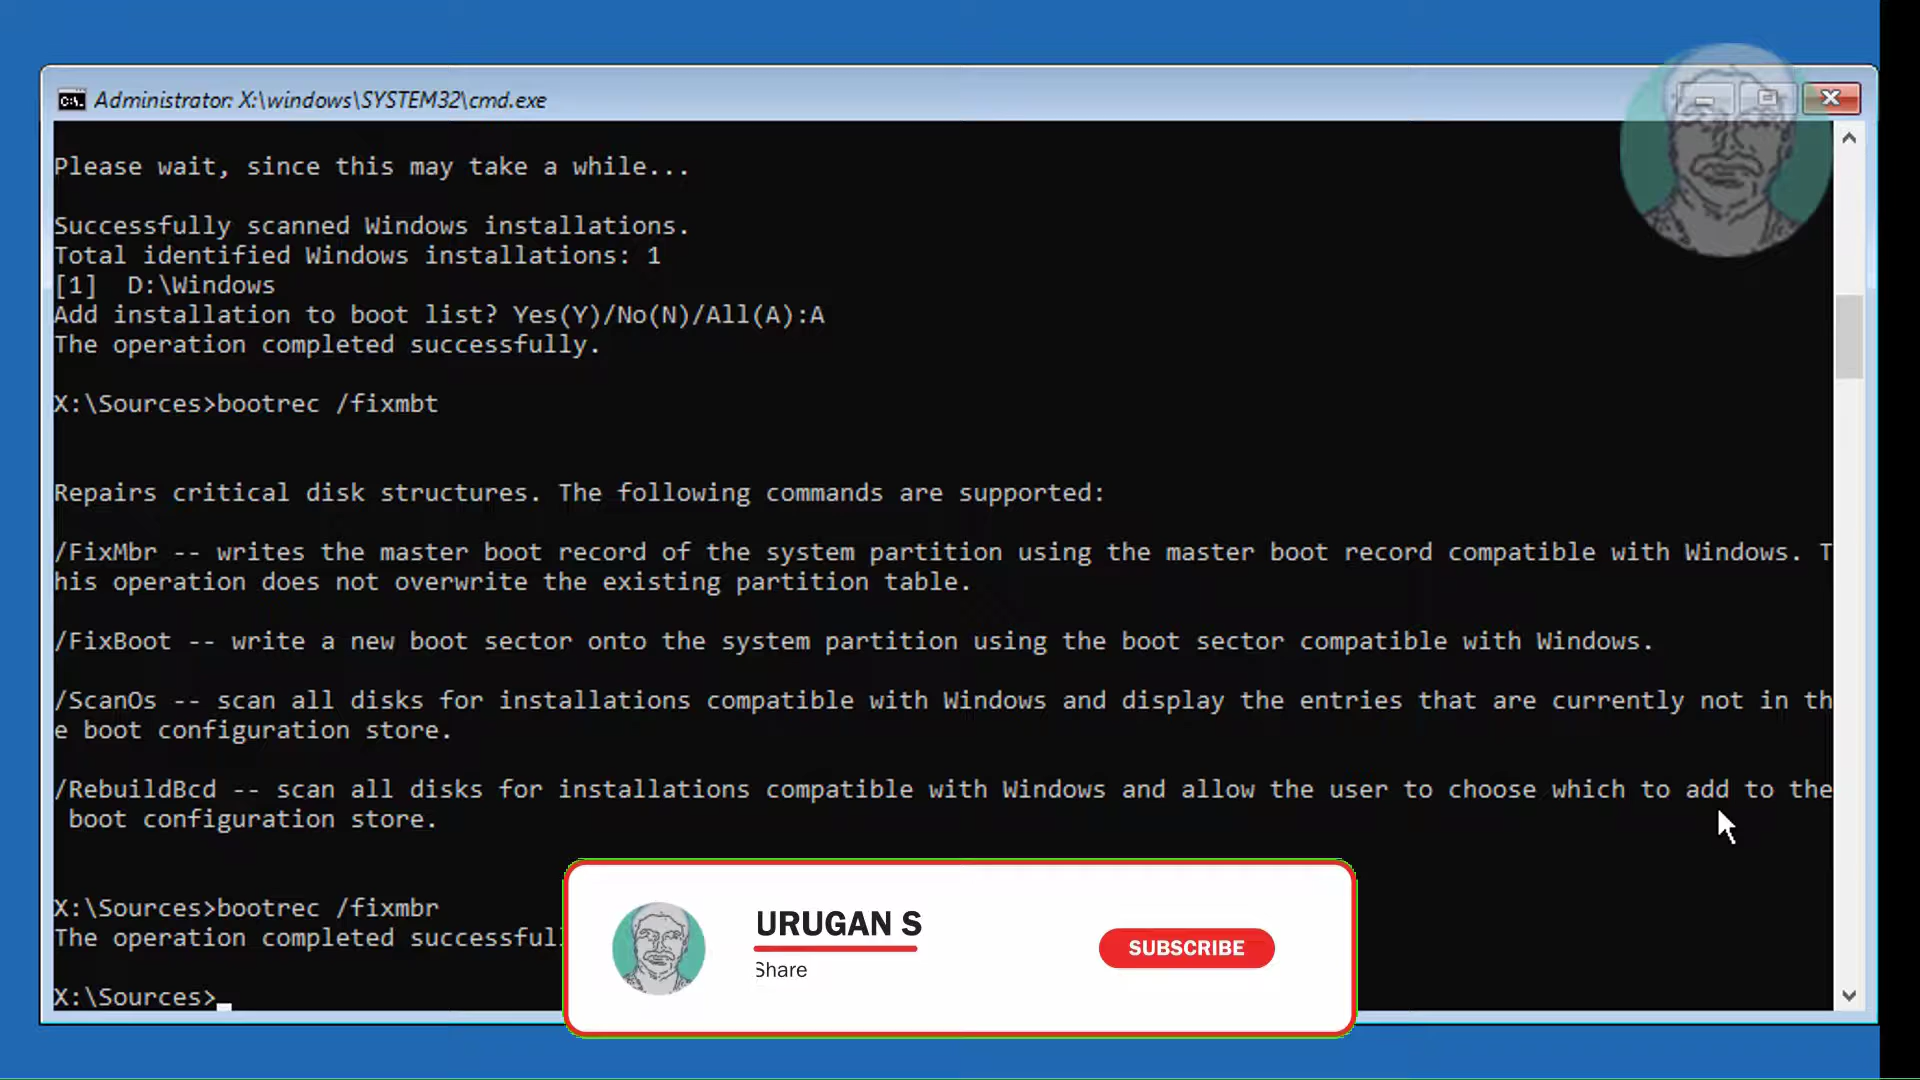 Administrator: X:\windows\SYSTEM32\cmd.exe
Please wait, since this may take a while...
Successfully scanned Windows installations.
Total identified Windows installations: 1
[1]  D:\Windows
Add installation to boot list? Yes(Y)/No(N)/All(A):A
The operation completed successfully.
X:\Sources>bootrec /fixmbt
Repairs critical disk structures. The following commands are supported:
/FixMbr -- writes the master boot record of the system partition using the master boot record compatible with Windows. T
his operation does not overwrite the existing partition table.
/FixBoot -- write a new boot sector onto the system partition using the boot sector compatible with Windows.
/ScanOs -- scan all disks for installations compatible with Windows and display the entries that are currently not in th
e boot configuration store.
/RebuildBcd -- scan all disks for installations compatible with Windows and allow the user to choose which to add to the
 boot configuration store.
X:\Sources>bootrec /fixmbr
The operation completed successful
X:\Sources>
URUGAN S
Share
SUBSCRIBE